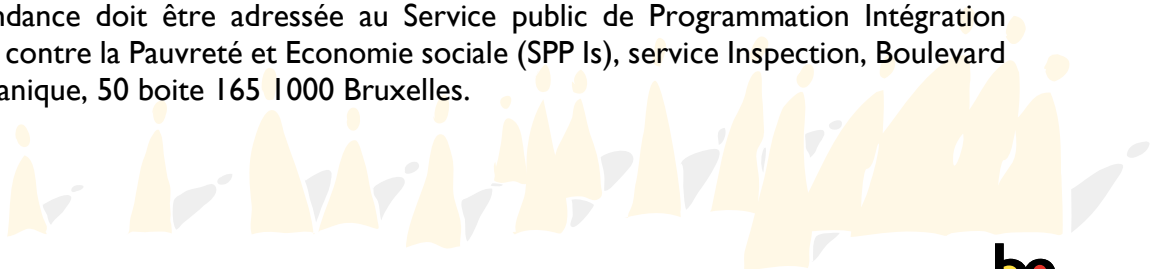 ndance doit être adressée au Service public de Programmation Intégration
contre la Pauvreté et Economie sociale (SPP Is), service Inspection, Boulevard
anique, 50 boite 165 1000 Bruxelles.
be